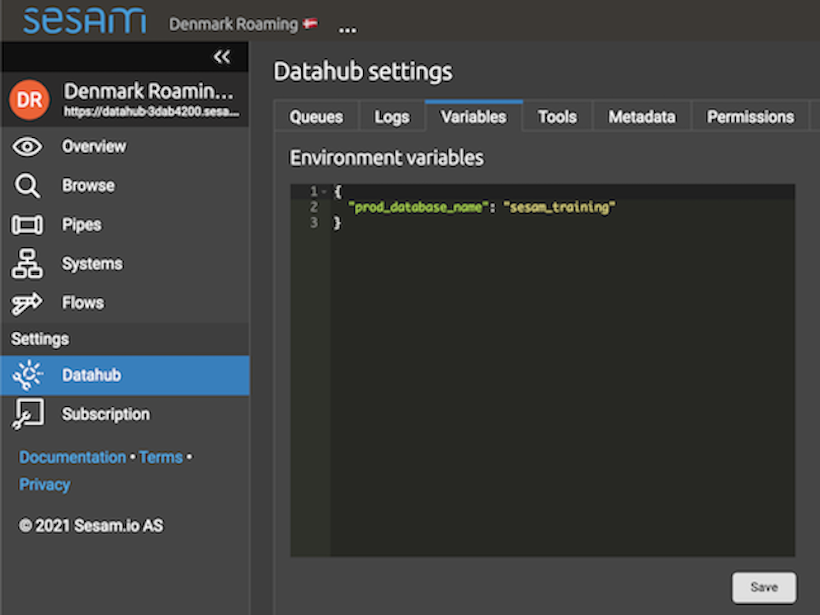 sesam
Denmark Roaming 🇩🇰 ...
Datahub settings
DR
Denmark Roamin...
https://datahub-3dab4200.sesa...
Queues Logs Variables Tools Metadata Permissions
Overview
Browse
Pipes
Systems
Flows
Settings
Datahub
Subscription
Documentation • Terms •
Privacy
© 2021 Sesam.io AS
Environment variables
1 {
2 "prod_database_name": "sesam_training"
3 }
Save